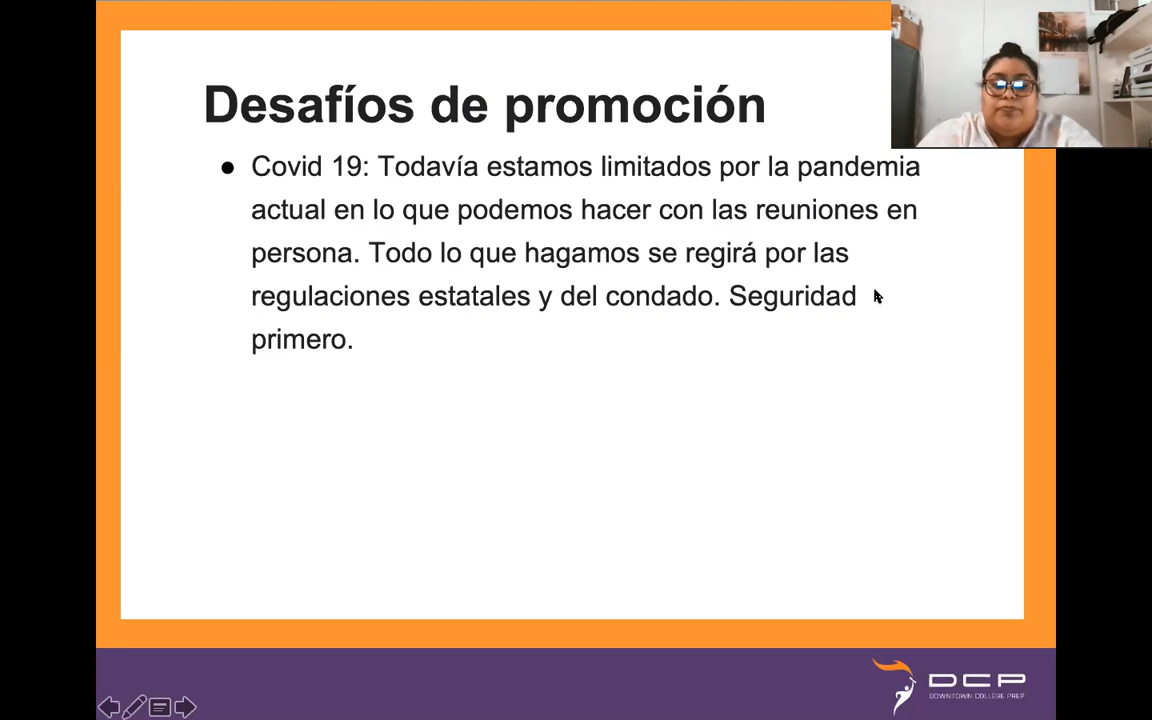 Desafíos de promoción
● Covid 19: Todavía estamos limitados por la pandemia
actual en lo que podemos hacer con las reuniones en
persona. Todo lo que hagamos se regirá por las
regulaciones estatales y del condado. Seguridad
primero.
DCP
DOWNTOWN COLLEGE PREP